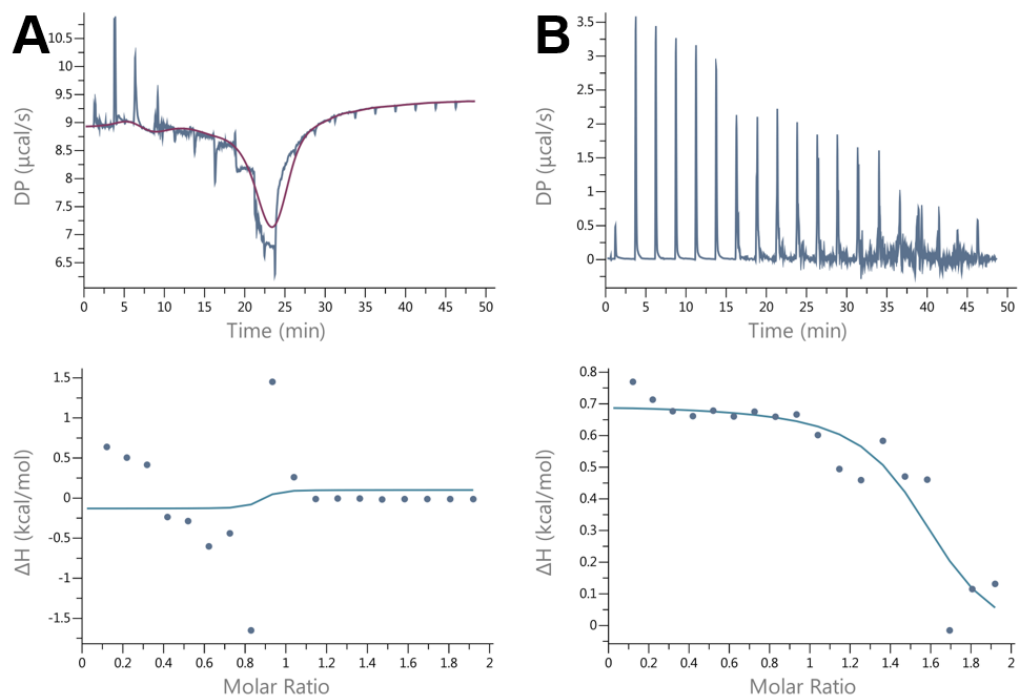 A
10.5
10
9.5
9
8.5
8
7.5
7
6.5
DP (µcal/s)
0 5 10 15 20 25 30 35 40 45 50
Time (min)
B
3.5
3
2.5
2
1.5
1
0.5
0
DP (µcal/s)
0 5 10 15 20 25 30 35 40 45 50
Time (min)
1.5
1
0.5
0
-0.5
-1
-1.5
ΔH (kcal/mol)
0 0.2 0.4 0.6 0.8 1 1.2 1.4 1.6 1.8 2
Molar Ratio
0.8
0.7
0.6
0.5
0.4
0.3
0.2
0.1
0
ΔH (kcal/mol)
0 0.2 0.4 0.6 0.8 1 1.2 1.4 1.6 1.8 2
Molar Ratio